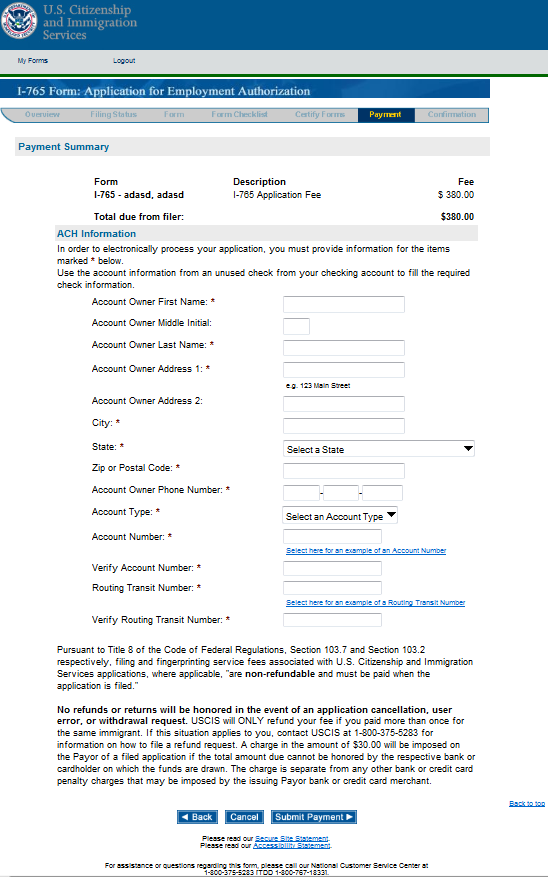 U.S. Citizenship
and Immigration
Services
My Forms Logout
I-765 Form: Application for Employment Authorization
Overview Filing Status Form Form Checklist Certify Forms Payment Confirmation
Payment Summary
Form Description Fee
I-765 - adasd, adasd I-765 Application Fee $ 380.00
Total due from filer: $380.00
ACH Information
In order to electronically process your application, you must provide information for the items
marked * below.
Use the account information from an unused check from your checking account to fill the required
check information.
Account Owner First Name: *
Account Owner Middle Initial:
Account Owner Last Name: *
Account Owner Address 1: *
e.g. 123 Main Street
Account Owner Address 2:
City: *
State: * Select a State
Zip or Postal Code: *
Account Owner Phone Number: * - -
Account Type: * Select an Account Type
Account Number: *
Select here for an example of an Account Number
Verify Account Number: *
Routing Transit Number: *
Select here for an example of a Routing Transit Number
Verify Routing Transit Number: *
Pursuant to Title 8 of the Code of Federal Regulations, Section 103.7 and Section 103.2
respectively, filing and fingerprinting service fees associated with U.S. Citizenship and Immigration
Services applications, where applicable, "are non-refundable and must be paid when the
application is filed."
No refunds or returns will be honored in the event of an application cancellation, user
error, or withdrawal request. USCIS will ONLY refund your fee if you paid more than once for
the same immigrant. If this situation applies to you, contact USCIS at 1-800-375-5283 for
information on how to file a refund request. A charge in the amount of $30.00 will be imposed on
the Payor of a filed application if the total amount due cannot be honored by the respective bank or
cardholder on which the funds are drawn. The charge is separate from any other bank or credit card
penalty charges that may be imposed by the issuing Payor bank or credit card merchant.
Back to top
Back Cancel Submit Payment
Please read our Secure Site Statement.
Please read our Accessibility Statement.
For assistance or questions regarding this form, please call our National Customer Service Center at
1-800-375-5283 (TDD 1-800-767-1833).